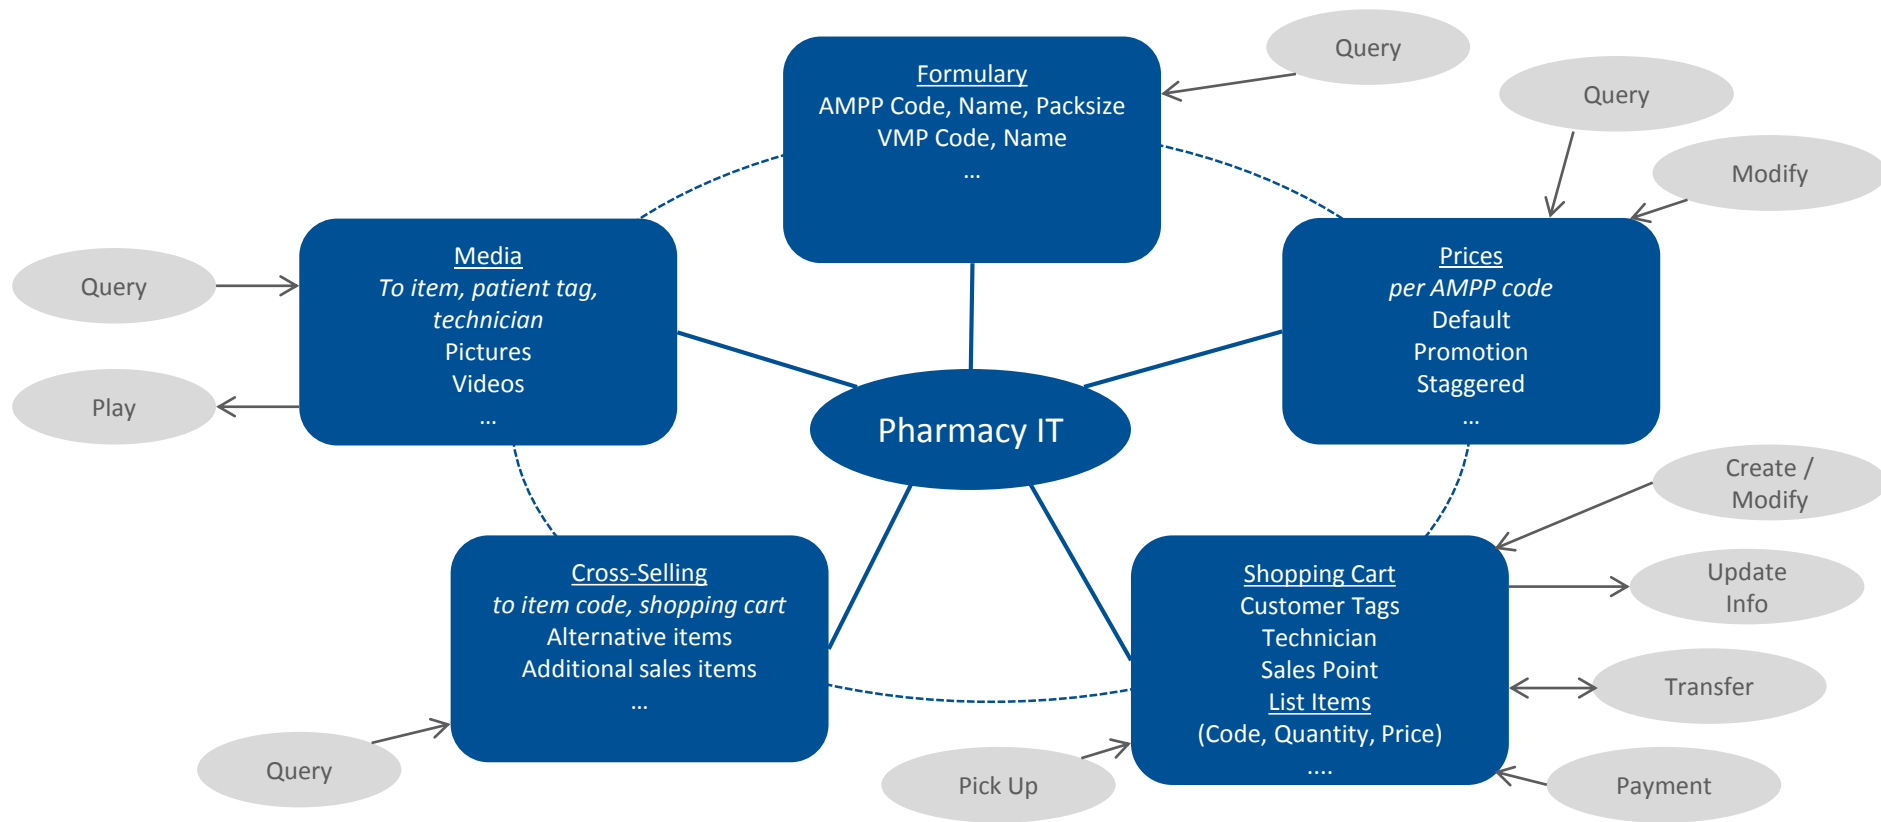 Formulary
AMPP Code, Name, Packsize
VMP Code, Name
...
Query
Query
Modify
Media
To item, patient tag,
technician
Pictures
Videos
...
Query
Play
Prices
per AMPP code
Default
Promotion
Staggered
...
Pharmacy IT
Create /
Modify
Cross-Selling
to item code, shopping cart
Alternative items
Additional sales items
...
Query
Shopping Cart
Customer Tags
Technician
Sales Point
List Items
(Code, Quantity, Price)
....
Update
Info
Transfer
Pick Up
Payment